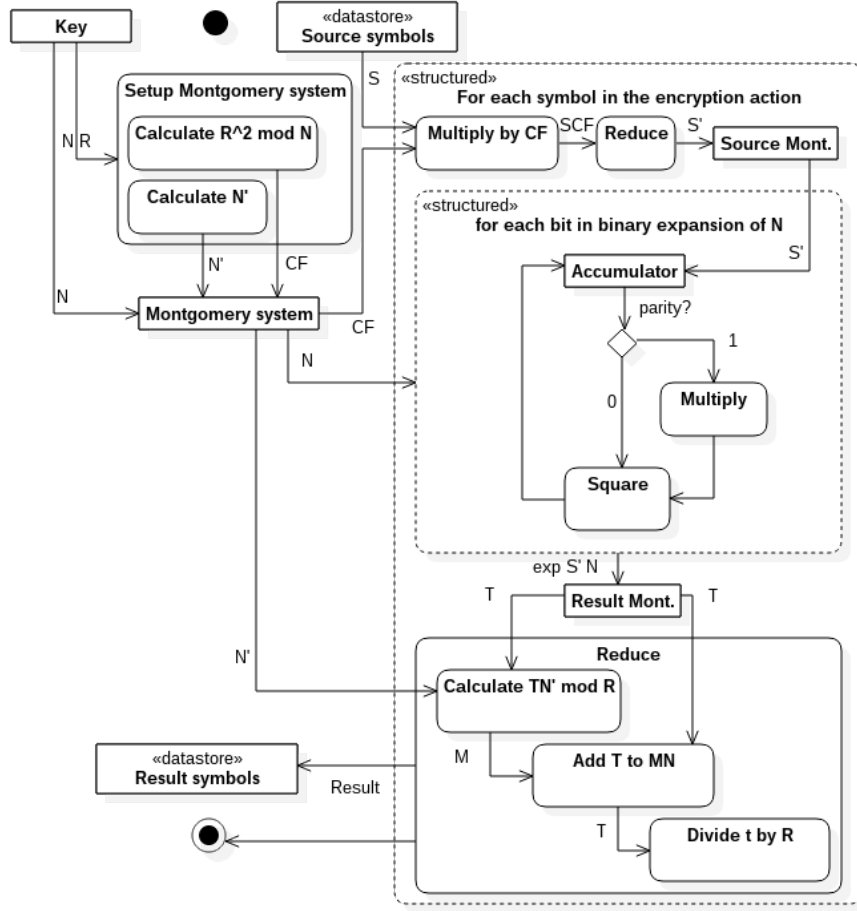 Key
«datastore»
Source symbols
S
«structured»
For each symbol in the encryption action
Setup Montgomery system
Calculate R^2 mod N
Calculate N'
N R
Multiply by CF
SCF
Reduce
S'
Source Mont.
«structured»
for each bit in binary expansion of N
S'
N'
CF
N
Montgomery system
CF
N
Accumulator
parity?
1
0
Multiply
Square
exp S' N
T
Result Mont.
T
Reduce
N'
Calculate TN' mod R
M
Add T to MN
T
Divide t by R
«datastore»
Result symbols
Result